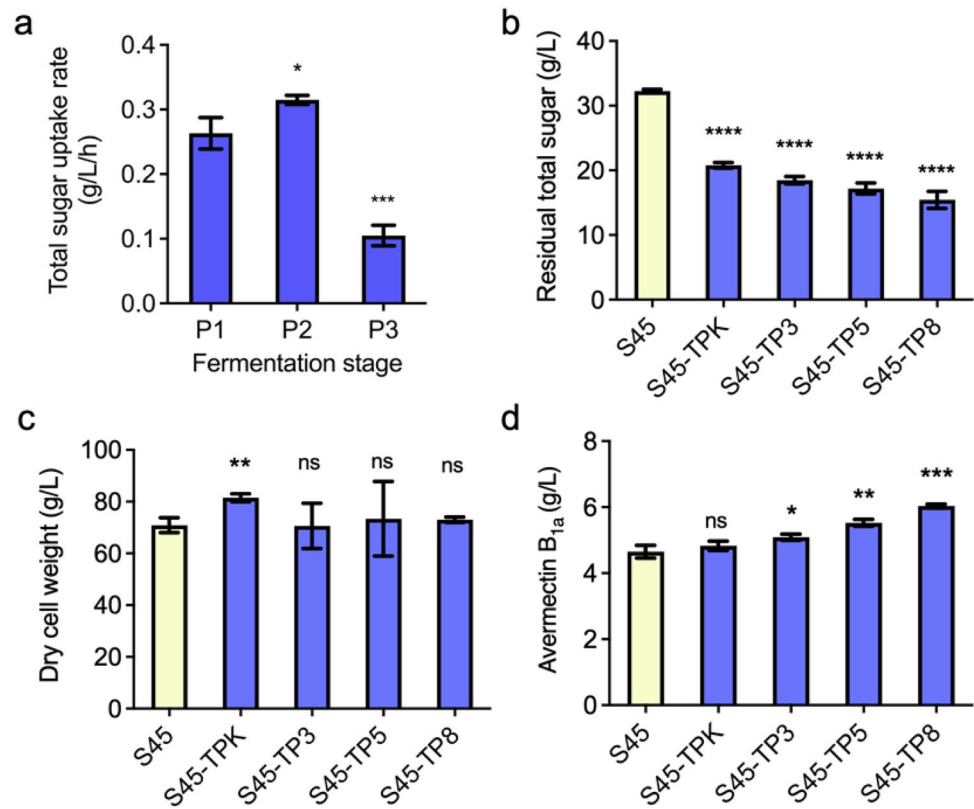 a
Total sugar uptake rate
(g/L/h)
0.4
0.3
0.2
0.1
0.0
*
***
P1
P2
P3
Fermentation stage
b
Residual total sugar (g/L)
40
30
20
10
0
****
****
****
****
S45
S45-TPK
S45-TP3
S45-TP5
S45-TP8
c
Dry cell weight (g/L)
100
80
60
40
20
0
**
ns
ns
ns
S45
S45-TPK
S45-TP3
S45-TP5
S45-TP8
d
Avermectin B1a (g/L)
8
6
4
2
0
ns
*
**
***
S45
S45-TPK
S45-TP3
S45-TP5
S45-TP8